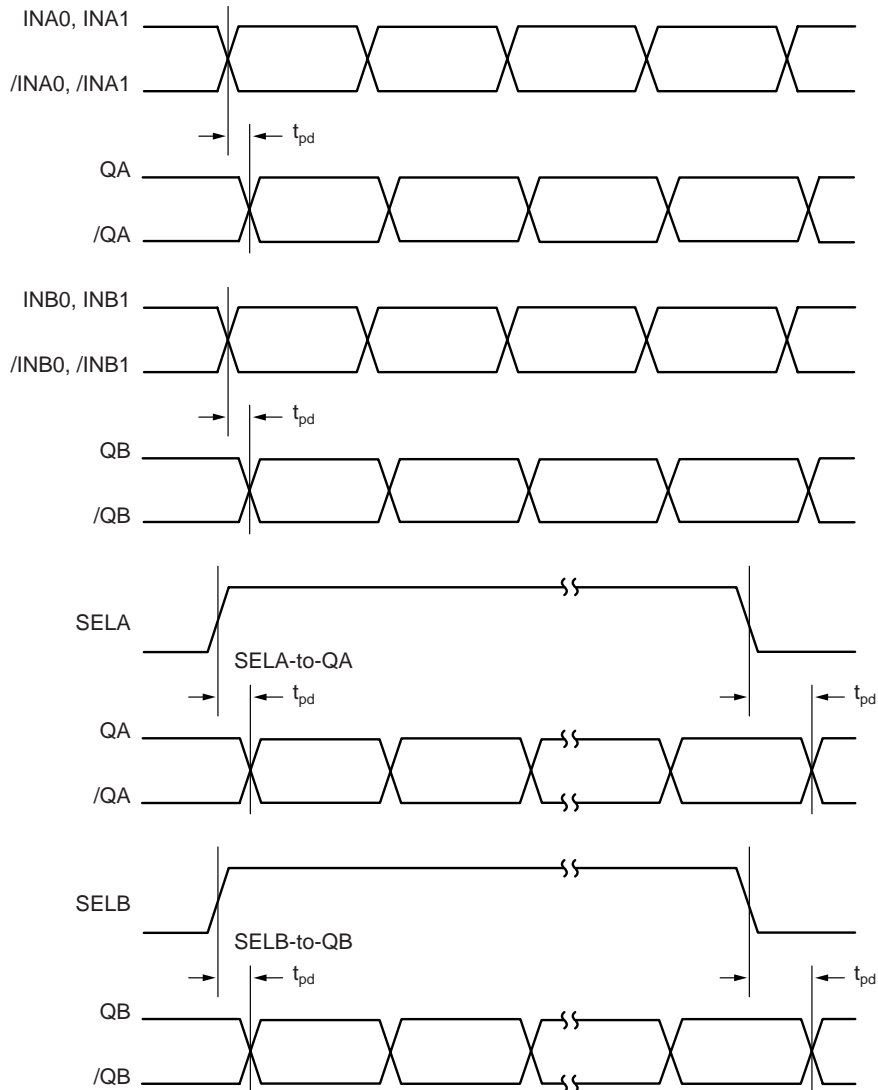 INA0, INA1
/INA0, /INA1
tpd
QA
/QA
INB0, INB1
/INB0, /INB1
tpd
QB
/QB
SELA
SELA-to-QA
tpd
tpd
QA
/QA
SELB
SELB-to-QB
tpd
tpd
QB
/QB